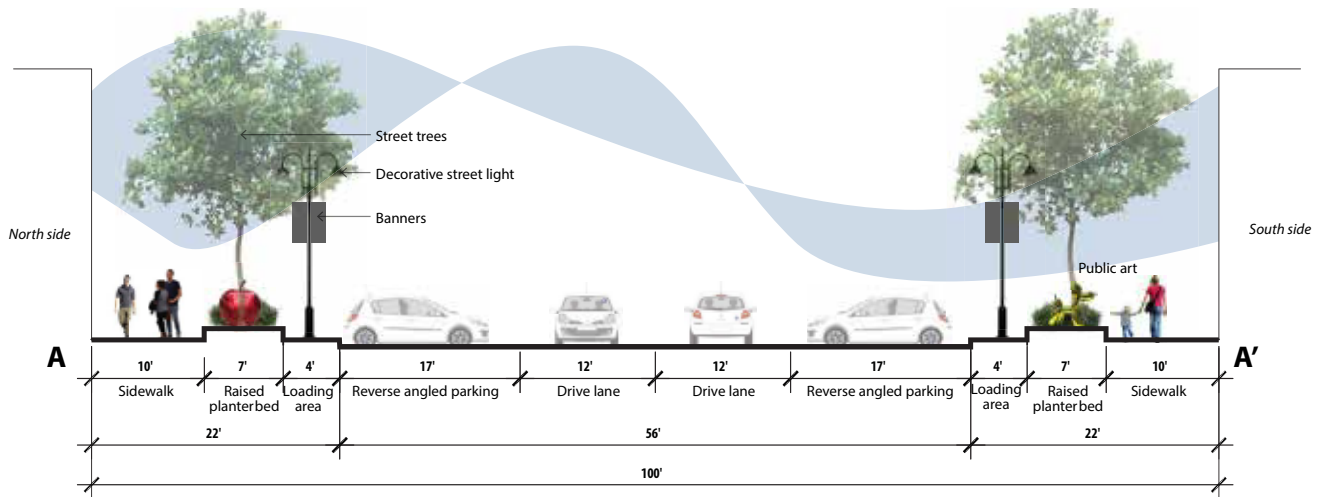 Street trees
Decorative street light
Banners
North side
South side
Public art
A
A'
10'
7'
4'
17'
12'
12'
17'
4'
7'
10'
Sidewalk
Raised
planterbed
Loading
area
Reverse angled parking
Drive lane
Drive lane
Reverse angled parking
Loading
area
Raised
planterbed
Sidewalk
22'
56'
22'
100'